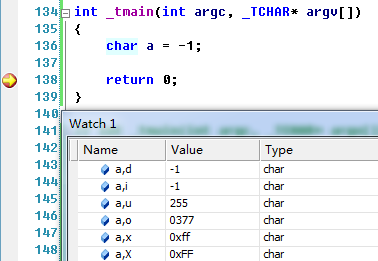 134 int _tmain(int argc, _TCHAR* argv[])
135 {
136 char a = -1;
137
138 return 0;
139 }
140
141
142
143
144
145
146
147
148
Watch 1
Name Value Type
a,d -1 char
a,i -1 char
a,u 255 char
a,o 0377 char
a,x 0xff char
a,X 0xFF char